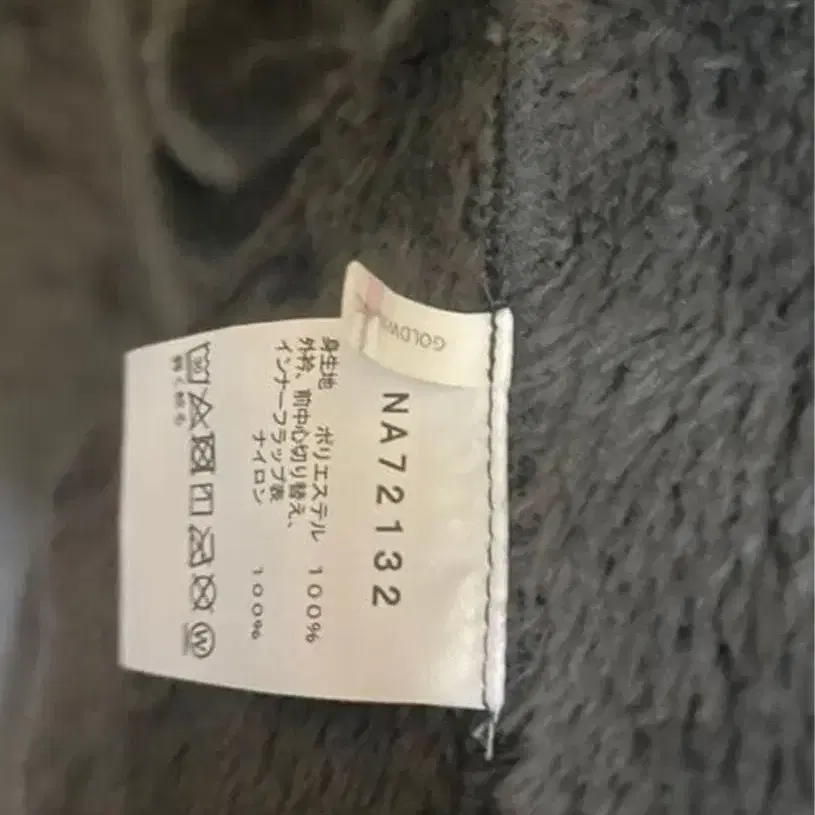 GOLDWI
NA72132
身生地 ポリエステル 100%
外衿、前中心切り替え、
インナーフラップ表
ナイロン 100%
W